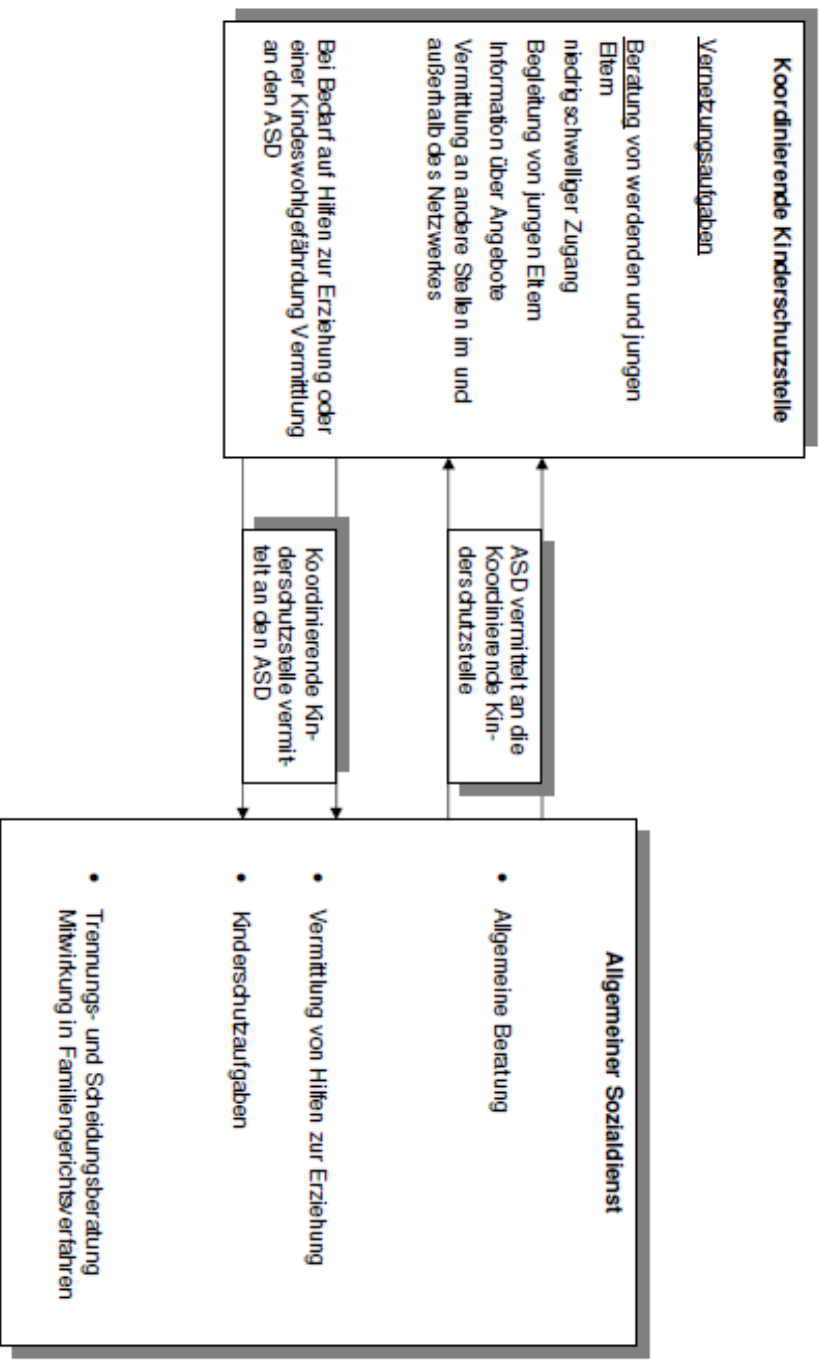 Koordinierende Kinderschutzstelle
Vernetzungsaufgaben
Beratung von werdenden und jungen
Eltern
niedrigschwelliger Zugang
Begleitung von jungen Eltern
Information über Angebote
Vermittlung an andere Stellen im und
außerhalb des Netzwerkes
Bei Bedarf auf Hilfen zur Erziehung oder
einer Kindeswohlgefährdung Vermittlung
an den ASD
ASD vermittelt an die
Koordinierende Kin-
derschutzstelle
Koordinierende Kin-
derschutzstelle vermit-
telt an den ASD
Allgemeiner Sozialdienst
• Allgemeine Beratung
• Vermittlung von Hilfen zur Erziehung
• Kinderschutzaufgaben
• Trennungs- und Scheidungsberatung
Mitwirkung in Familiengerichtsverfahren